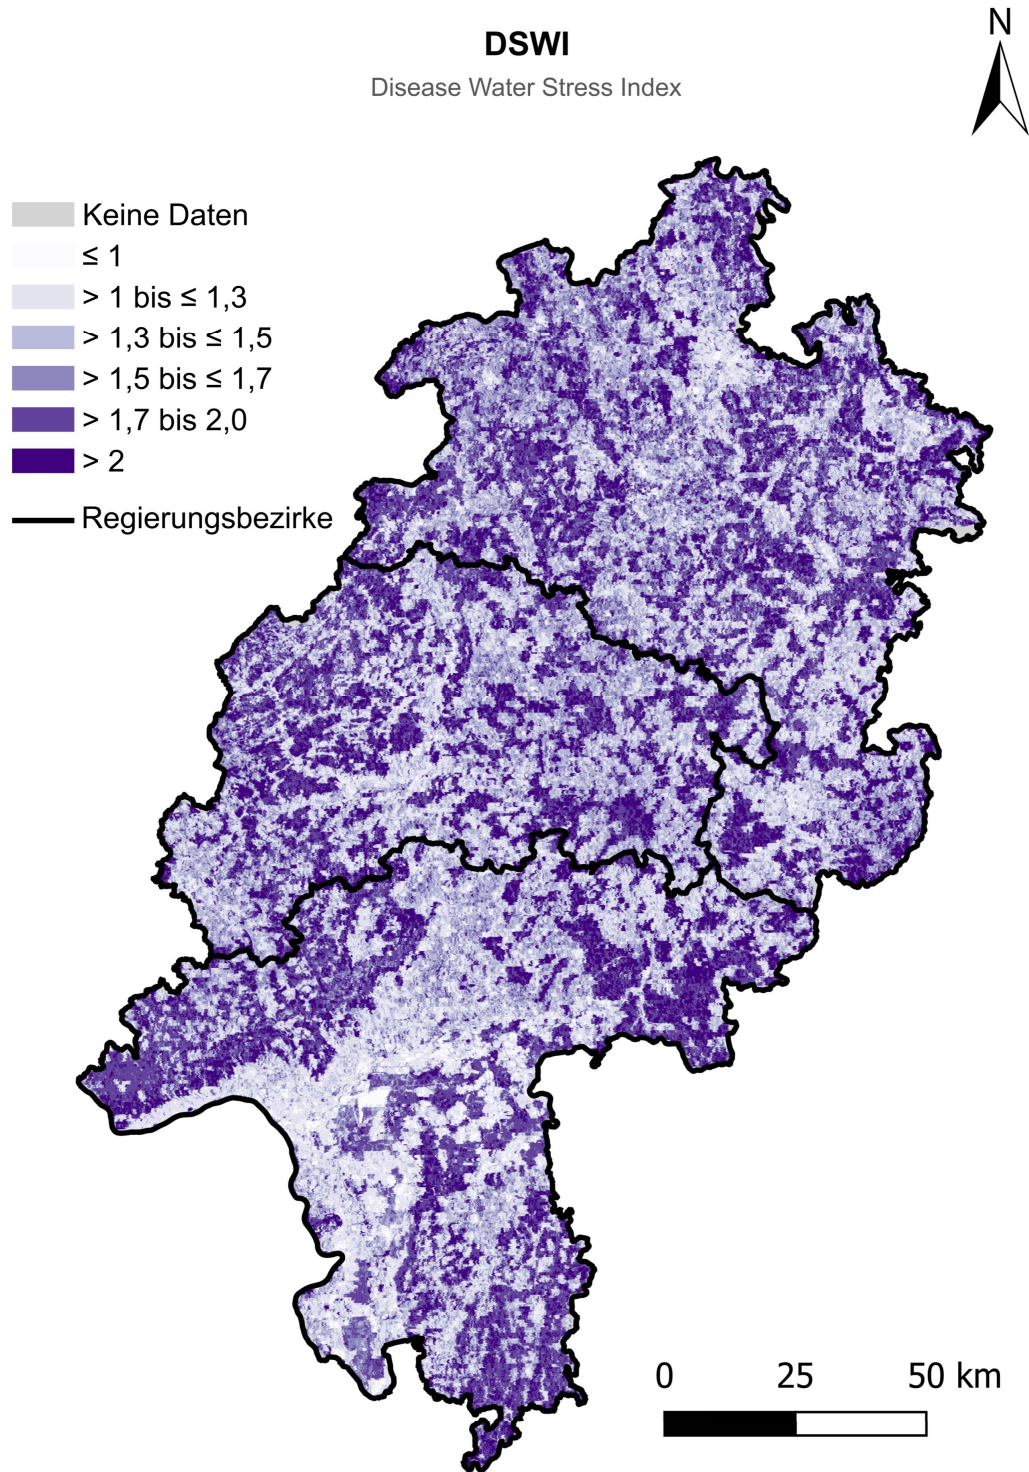 N
DSWI
Disease Water Stress Index
Keine Daten
≤ 1
> 1 bis ≤ 1,3
> 1,3 bis ≤ 1,5
> 1,5 bis ≤ 1,7
> 1,7 bis 2,0
> 2
Regierungsbezirke
0 25 50 km